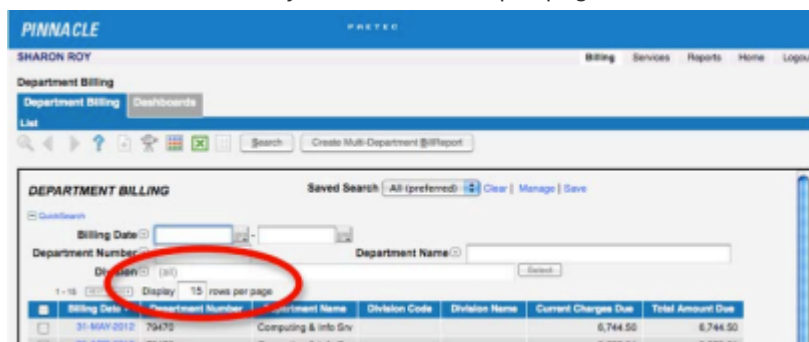 PINNACLE PAETEC
SHARON ROY Billing Services Reports Home Logou
Department Billing
Department Billing Dashboards
List
Search Create Multi-Department BillReport
DEPARTMENT BILLING Saved Search All (preferred) Clear | Manage | Save
QuickSearch
Billing Date -
Department Number Department Name
Division (all) Select
1-15 Display 15 rows per page
Billing Date Department Number Department Name Division Code Division Name Current Charges Due Total Amount Due
31-MAY-2012 79470 Computing & Info Srv 6,744.50 6,744.50